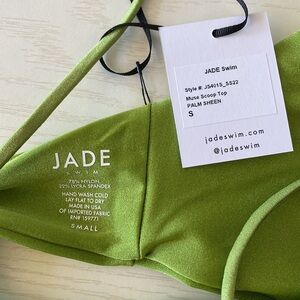 JADE Swim
Style #: JS401S_SS22
Muse Scoop Top
PALM SHEEN
S
jadeswim.com
@jadeswim
JADE
SWIM
78% NYLON,
22% LYCRA SPANDEX
HAND WASH COLD
LAY FLAT TO DRY
MADE IN USA
OF IMPORTED FABRIC
RN# 159771
SMALL